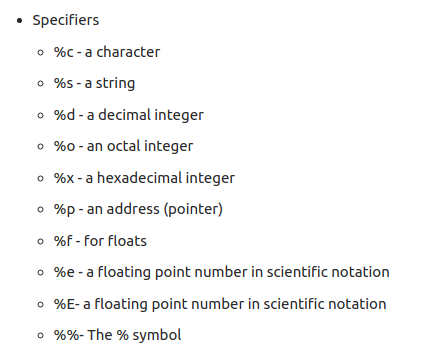 • Specifiers
◦ %c - a character
◦ %s - a string
◦ %d - a decimal integer
◦ %o - an octal integer
◦ %x - a hexadecimal integer
◦ %p - an address (pointer)
◦ %f - for floats
◦ %e - a floating point number in scientific notation
◦ %E- a floating point number in scientific notation
◦ %%- The % symbol